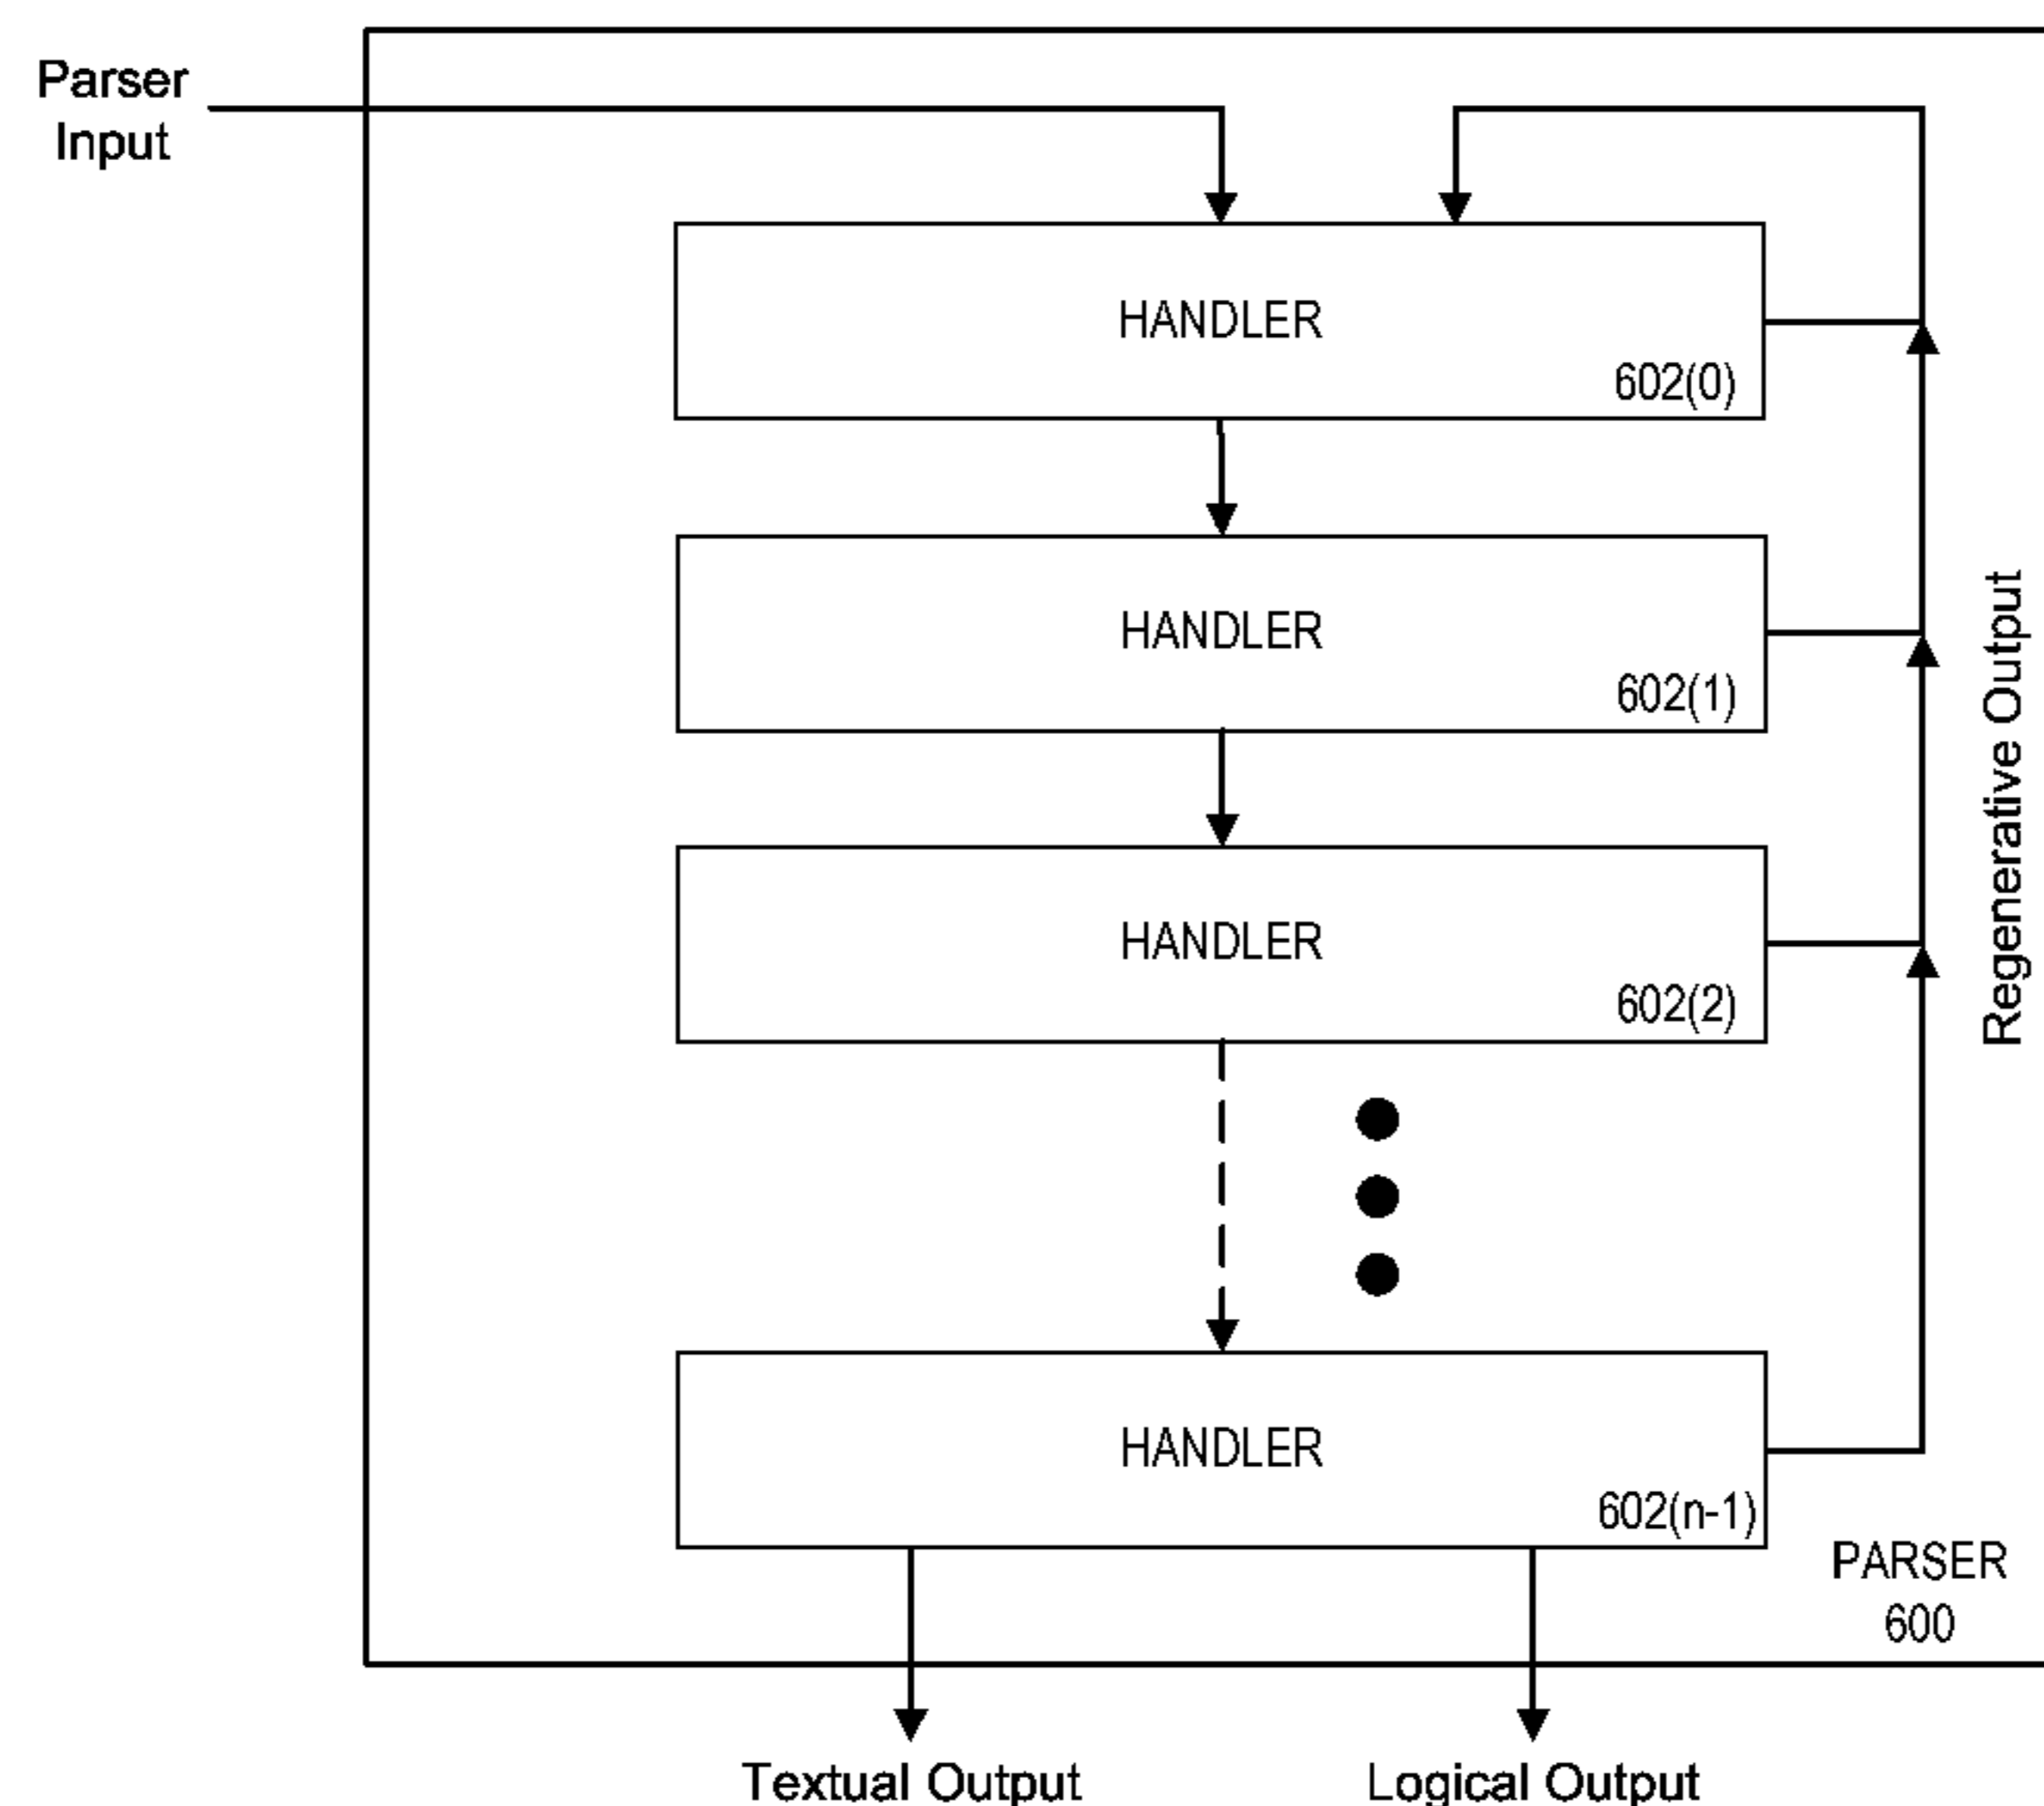 Parser
Input
HANDLER
602(0)
HANDLER
602(1)
HANDLER
602(2)
Regenerative Output
HANDLER
602(n-1)
PARSER
600
Textual Output
Logical Output